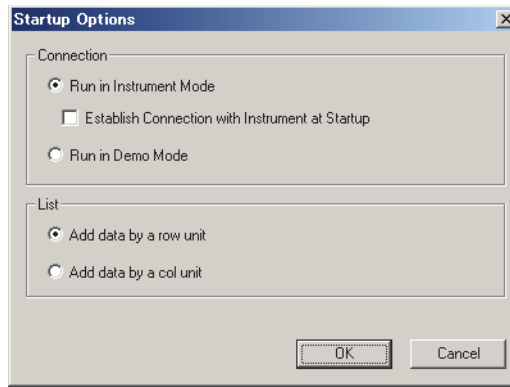 Startup Options
Connection
Run in Instrument Mode
Establish Connection with Instrument at Startup
Run in Demo Mode
List
Add data by a row unit
Add data by a col unit
OK Cancel